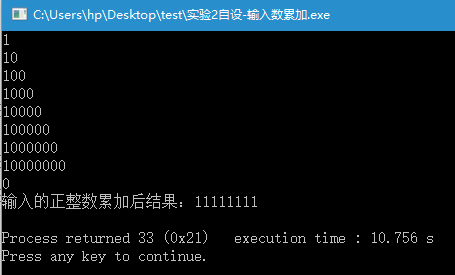 C:\Users\hp\Desktop\test\实验2自设-输入数累加.exe
1
10
100
1000
10000
100000
1000000
10000000
0
输入的正整数累加后结果：11111111
Process returned 33 (0x21)   execution time : 10.756 s
Press any key to continue.